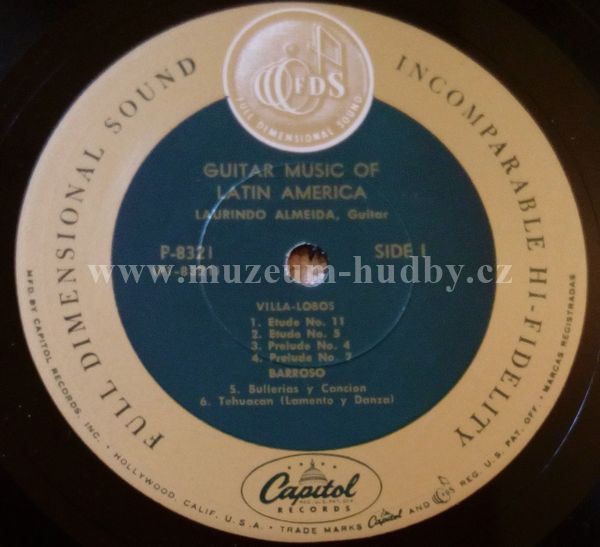 FDS
FULL DIMENSIONAL SOUND
FULL DIMENSIONAL SOUND
INCOMPARABLE HI-FIDELITY
GUITAR MUSIC OF
LATIN AMERICA
LAURINDO ALMEIDA, Guitar
P-8321 SIDE 1
www.muzeum-hudby.cz
VILLA-LOBOS
1. Etude No. 11
2. Etude No. 5
3. Prelude No. 4
4. Prelude No. 2
BARROSO
5. Bullerias y Cancion
6. Tehuacan (Lamento y Danza)
Capitol
RECORDS
MFD. BY CAPITOL RECORDS, INC. • HOLLYWOOD, CALIF. U.S.A. • TRADE MARKS Capitol AND FDS REG. U.S. PAT. OFF. • MARCAS REGISTRADAS